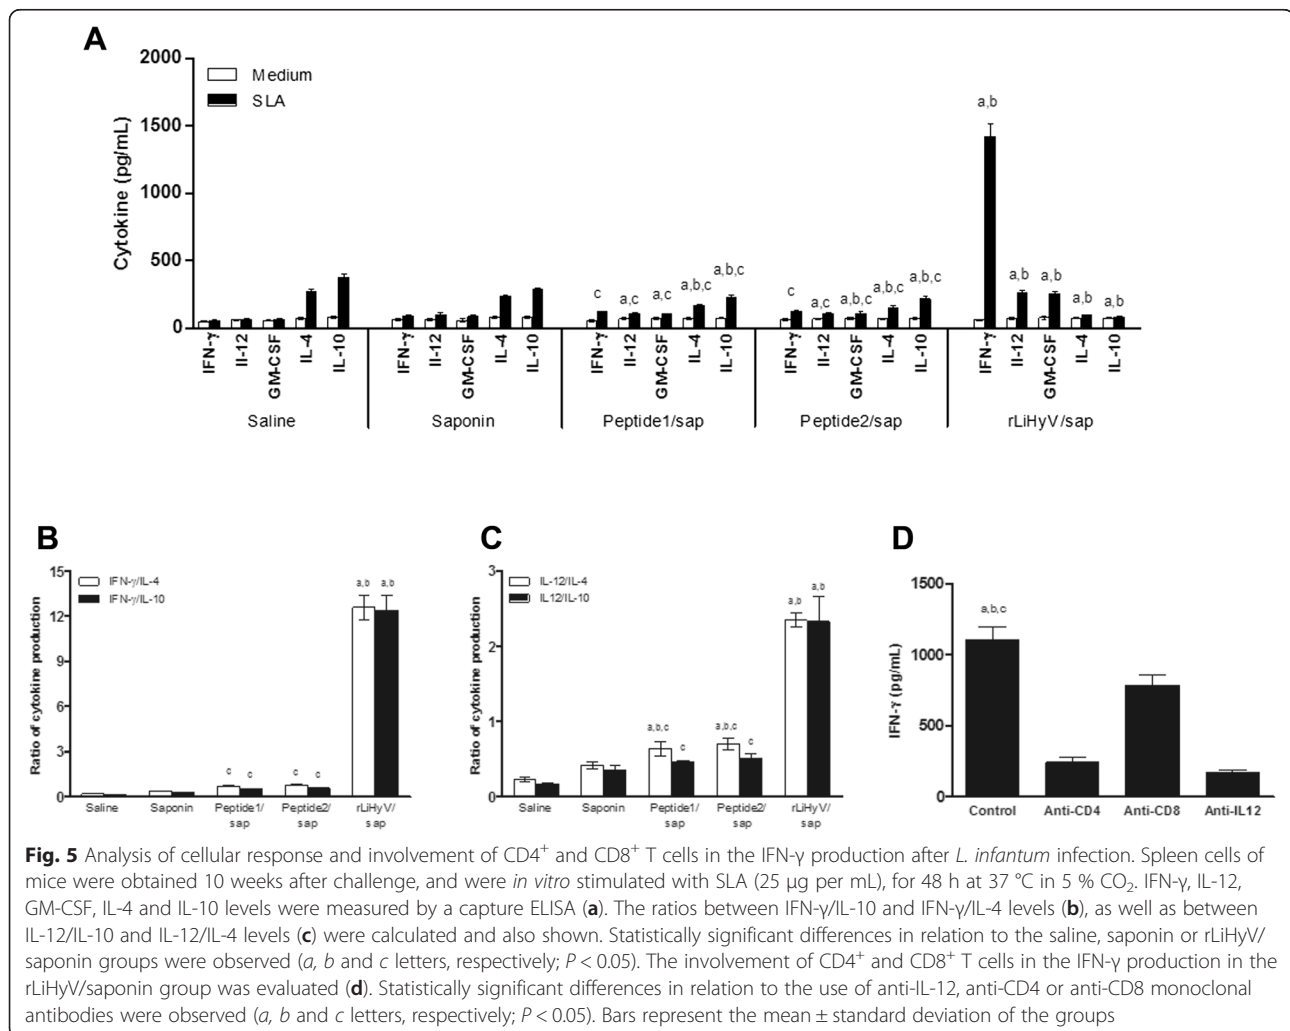 A
2000
1500
1000
500
0
Cytokine (pg/mL)
Medium
SLA
a,b
c a,c a,c a,b,c a,b,c
c a,c a,b,c a,b,c a,b,c
a,b a,b a,b a,b
IFN-γ II-12 GM-CSF IL-4 IL-10 IFN-γ IL-12 GM-CSF IL-4 IL-10 IFN-γ IL-12 GM-CSF IL-4 IL-10 IFN-γ IL-12 GM-CSF IL-4 IL-10 IFN-γ IL-12 GM-CSF IL-4 IL-10
Saline Saponin Peptide1/sap Peptide2/sap rLiHyV/sap
B
15
12
9
6
3
0
Ratio of cytokine production
IFN-γ/IL-4
IFN-γ/IL-10
a,b a,b
c c c c
Saline Saponin Peptide1/ Peptide2/ rLiHyV/
sap sap sap
C
3
2
1
0
Ratio of cytokine production
IL-12/IL-4
IL12/IL-10
a,b a,b
a,b,c c a,b,c c
Saline Saponin Peptide1/ Peptide2/ rLiHyV/
sap sap sap
D
1500
1000
500
0
IFN-γ (pg/mL)
a,b,c
Control Anti-CD4 Anti-CD8 Anti-IL12
Fig. 5 Analysis of cellular response and involvement of CD4⁺ and CD8⁺ T cells in the IFN-γ production after L. infantum infection. Spleen cells of
mice were obtained 10 weeks after challenge, and were in vitro stimulated with SLA (25 μg per mL), for 48 h at 37 °C in 5 % CO₂. IFN-γ, IL-12,
GM-CSF, IL-4 and IL-10 levels were measured by a capture ELISA (a). The ratios between IFN-γ/IL-10 and IFN-γ/IL-4 levels (b), as well as between
IL-12/IL-10 and IL-12/IL-4 levels (c) were calculated and also shown. Statistically significant differences in relation to the saline, saponin or rLiHyV/
saponin groups were observed (a, b and c letters, respectively; P < 0.05). The involvement of CD4⁺ and CD8⁺ T cells in the IFN-γ production in the
rLiHyV/saponin group was evaluated (d). Statistically significant differences in relation to the use of anti-IL-12, anti-CD4 or anti-CD8 monoclonal
antibodies were observed (a, b and c letters, respectively; P < 0.05). Bars represent the mean ± standard deviation of the groups